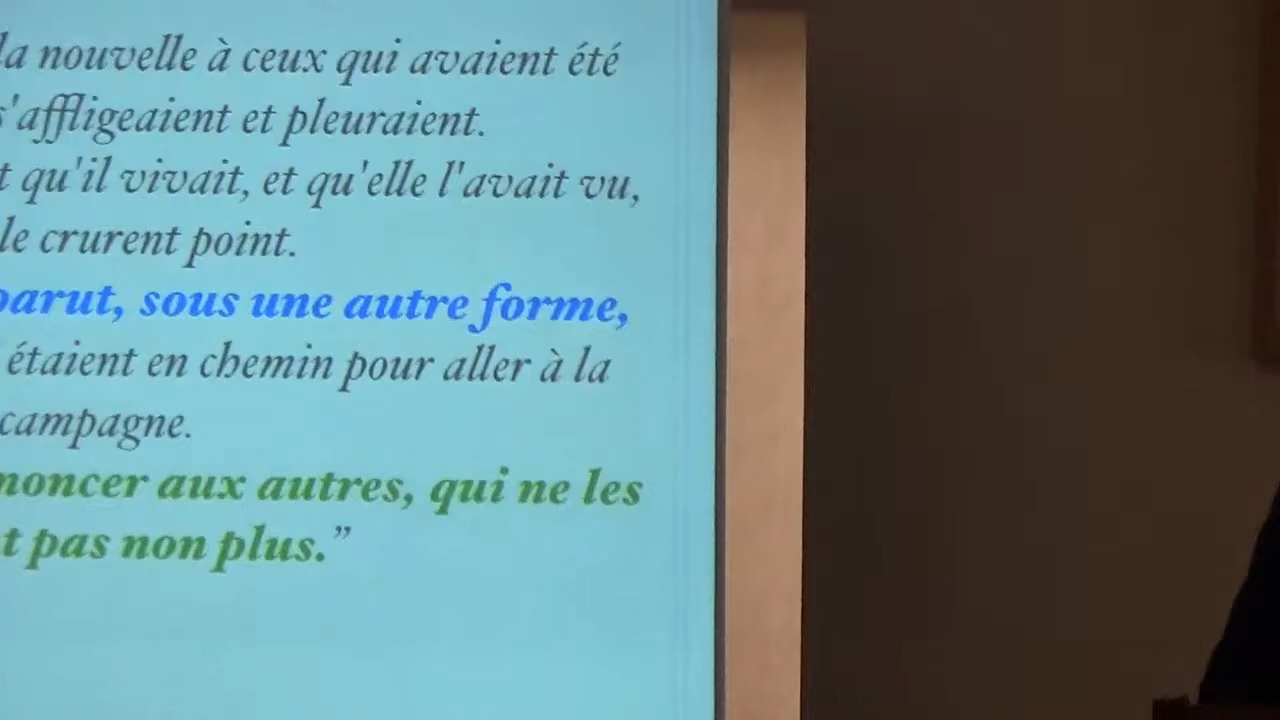 la nouvelle à ceux qui avaient été
s'affligeaient et pleuraient.
qu'il vivait, et qu'elle l'avait vu,
le crurent point.
sous une autre forme,
étaient en chemin pour aller à la
campagne.
aux autres, qui ne les
pas non plus.”